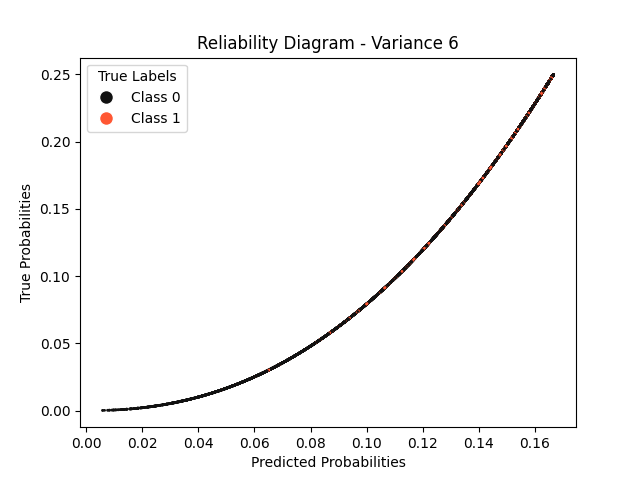 Reliability Diagram - Variance 6
True Labels
Class 0
Class 1
True Probabilities
0.25
0.20
0.15
0.10
0.05
0.00
0.00 0.02 0.04 0.06 0.08 0.10 0.12 0.14 0.16
Predicted Probabilities